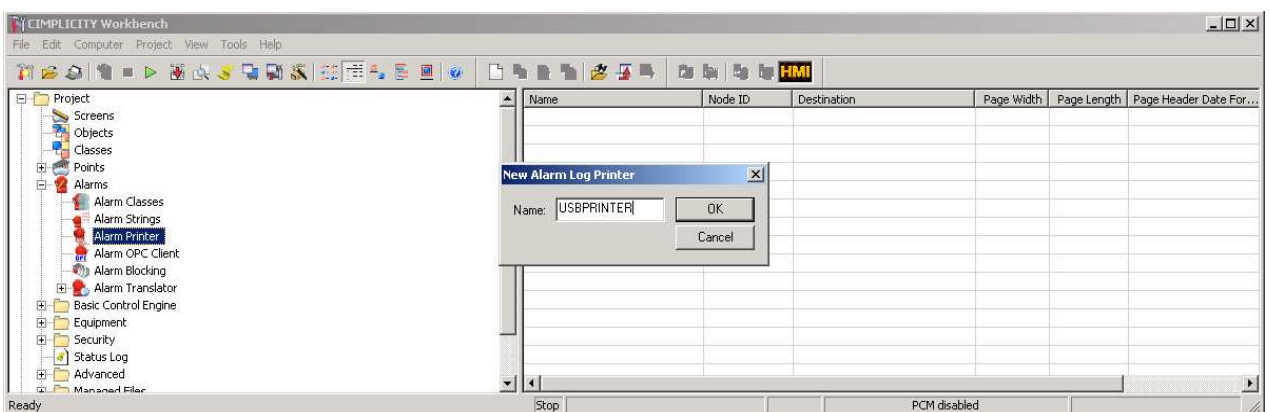 CIMPLICITY Workbench
File Edit Computer Project View Tools Help
HMI
Project
Screens
Objects
Classes
Points
Alarms
Alarm Classes
Alarm Strings
Alarm Printer
Alarm OPC Client
OPC
Alarm Blocking
Alarm Translator
Basic Control Engine
Equipment
Security
Status Log
Advanced
Managed Files
Name Node ID Destination Page Width Page Length Page Header Date For...
New Alarm Log Printer
Name: USBPRINTER OK
Cancel
Ready Stop PCM disabled